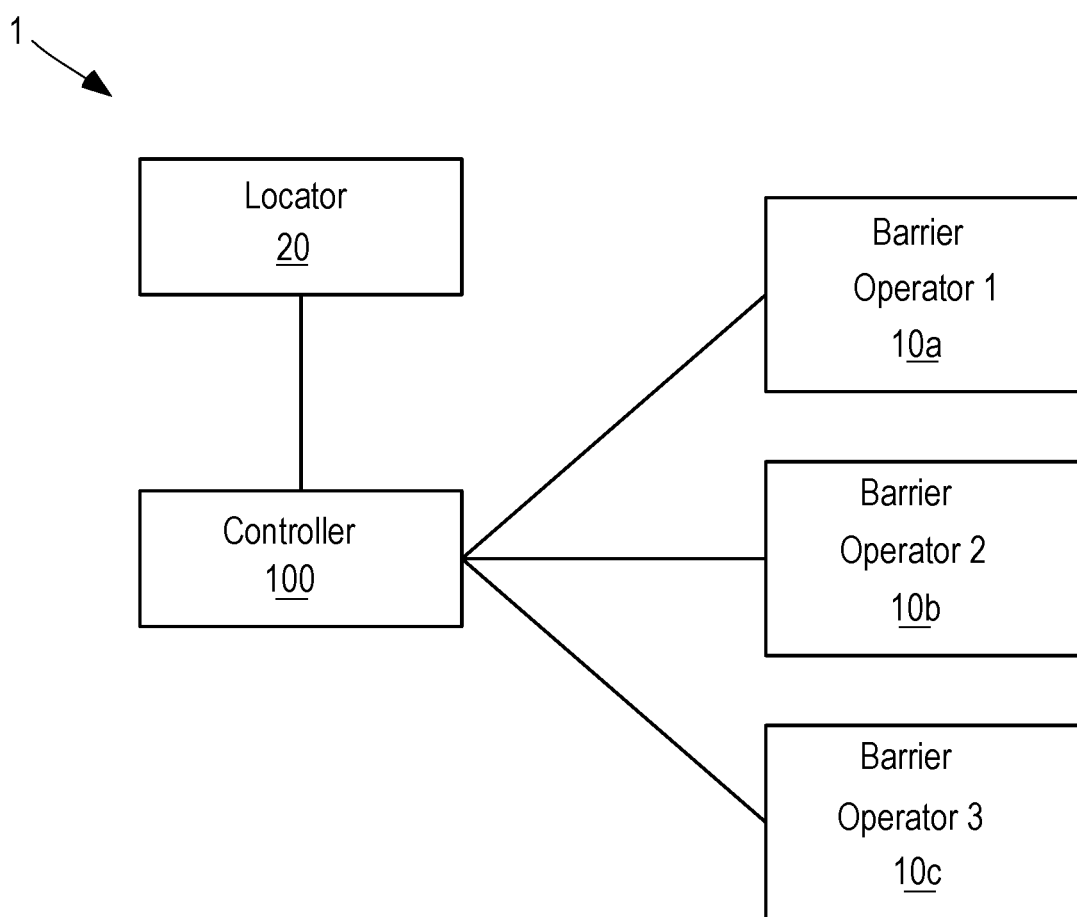 1
Locator
20
Controller
100
Barrier
Operator 1
10a
Barrier
Operator 2
10b
Barrier
Operator 3
10c